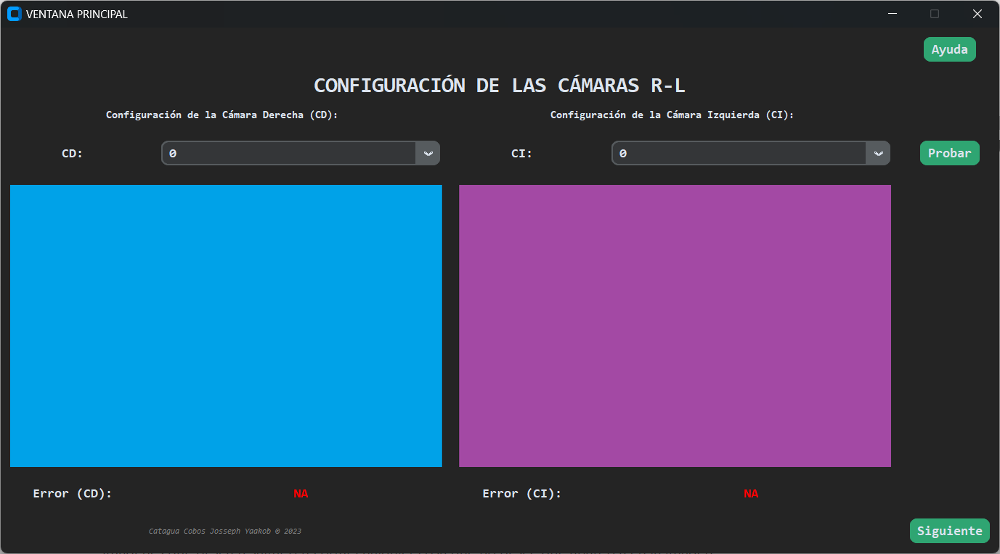 VENTANA PRINCIPAL
Ayuda
CONFIGURACIÓN DE LAS CÁMARAS R-L
Configuración de la Cámara Derecha (CD):
Configuración de la Cámara Izquierda (CI):
CD:
0
CI:
0
Probar
Error (CD):
NA
Error (CI):
NA
Catagua Cobos Josseph Yaakob © 2023
Siguiente